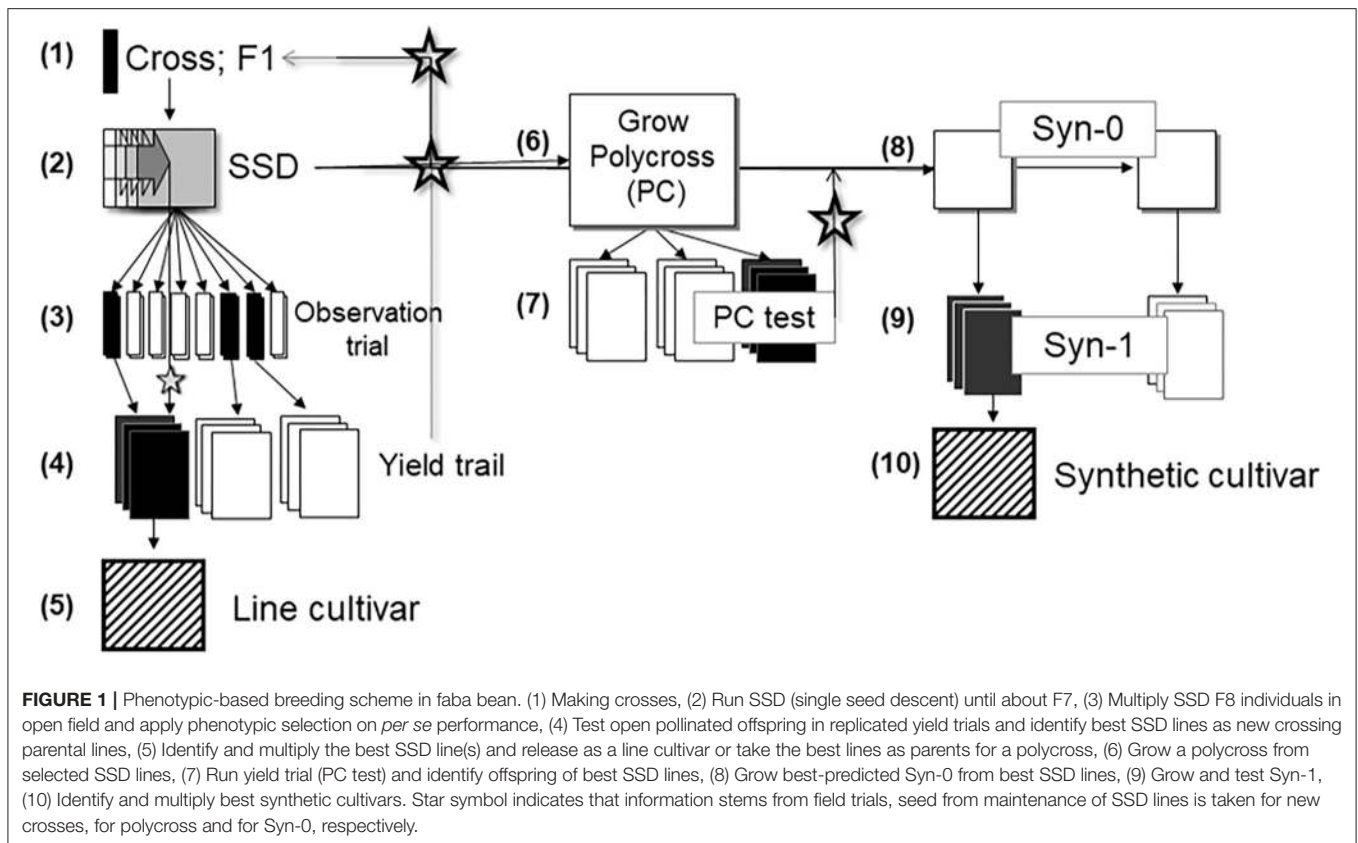 (1) Cross; F1
(2) SSD
(3) Observation
trial
(4) Yield trail
(5) Line cultivar
(6) Grow
Polycross
(PC)
(7) PC test
(8) Syn-0
(9) Syn-1
(10) Synthetic cultivar
FIGURE 1 | Phenotypic-based breeding scheme in faba bean. (1) Making crosses, (2) Run SSD (single seed descent) until about F7, (3) Multiply SSD F8 individuals in
open field and apply phenotypic selection on per se performance, (4) Test open pollinated offspring in replicated yield trials and identify best SSD lines as new crossing
parental lines, (5) Identify and multiply the best SSD line(s) and release as a line cultivar or take the best lines as parents for a polycross, (6) Grow a polycross from
selected SSD lines, (7) Run yield trial (PC test) and identify offspring of best SSD lines, (8) Grow best-predicted Syn-0 from best SSD lines, (9) Grow and test Syn-1,
(10) Identify and multiply best synthetic cultivars. Star symbol indicates that information stems from field trials, seed from maintenance of SSD lines is taken for new
crosses, for polycross and for Syn-0, respectively.